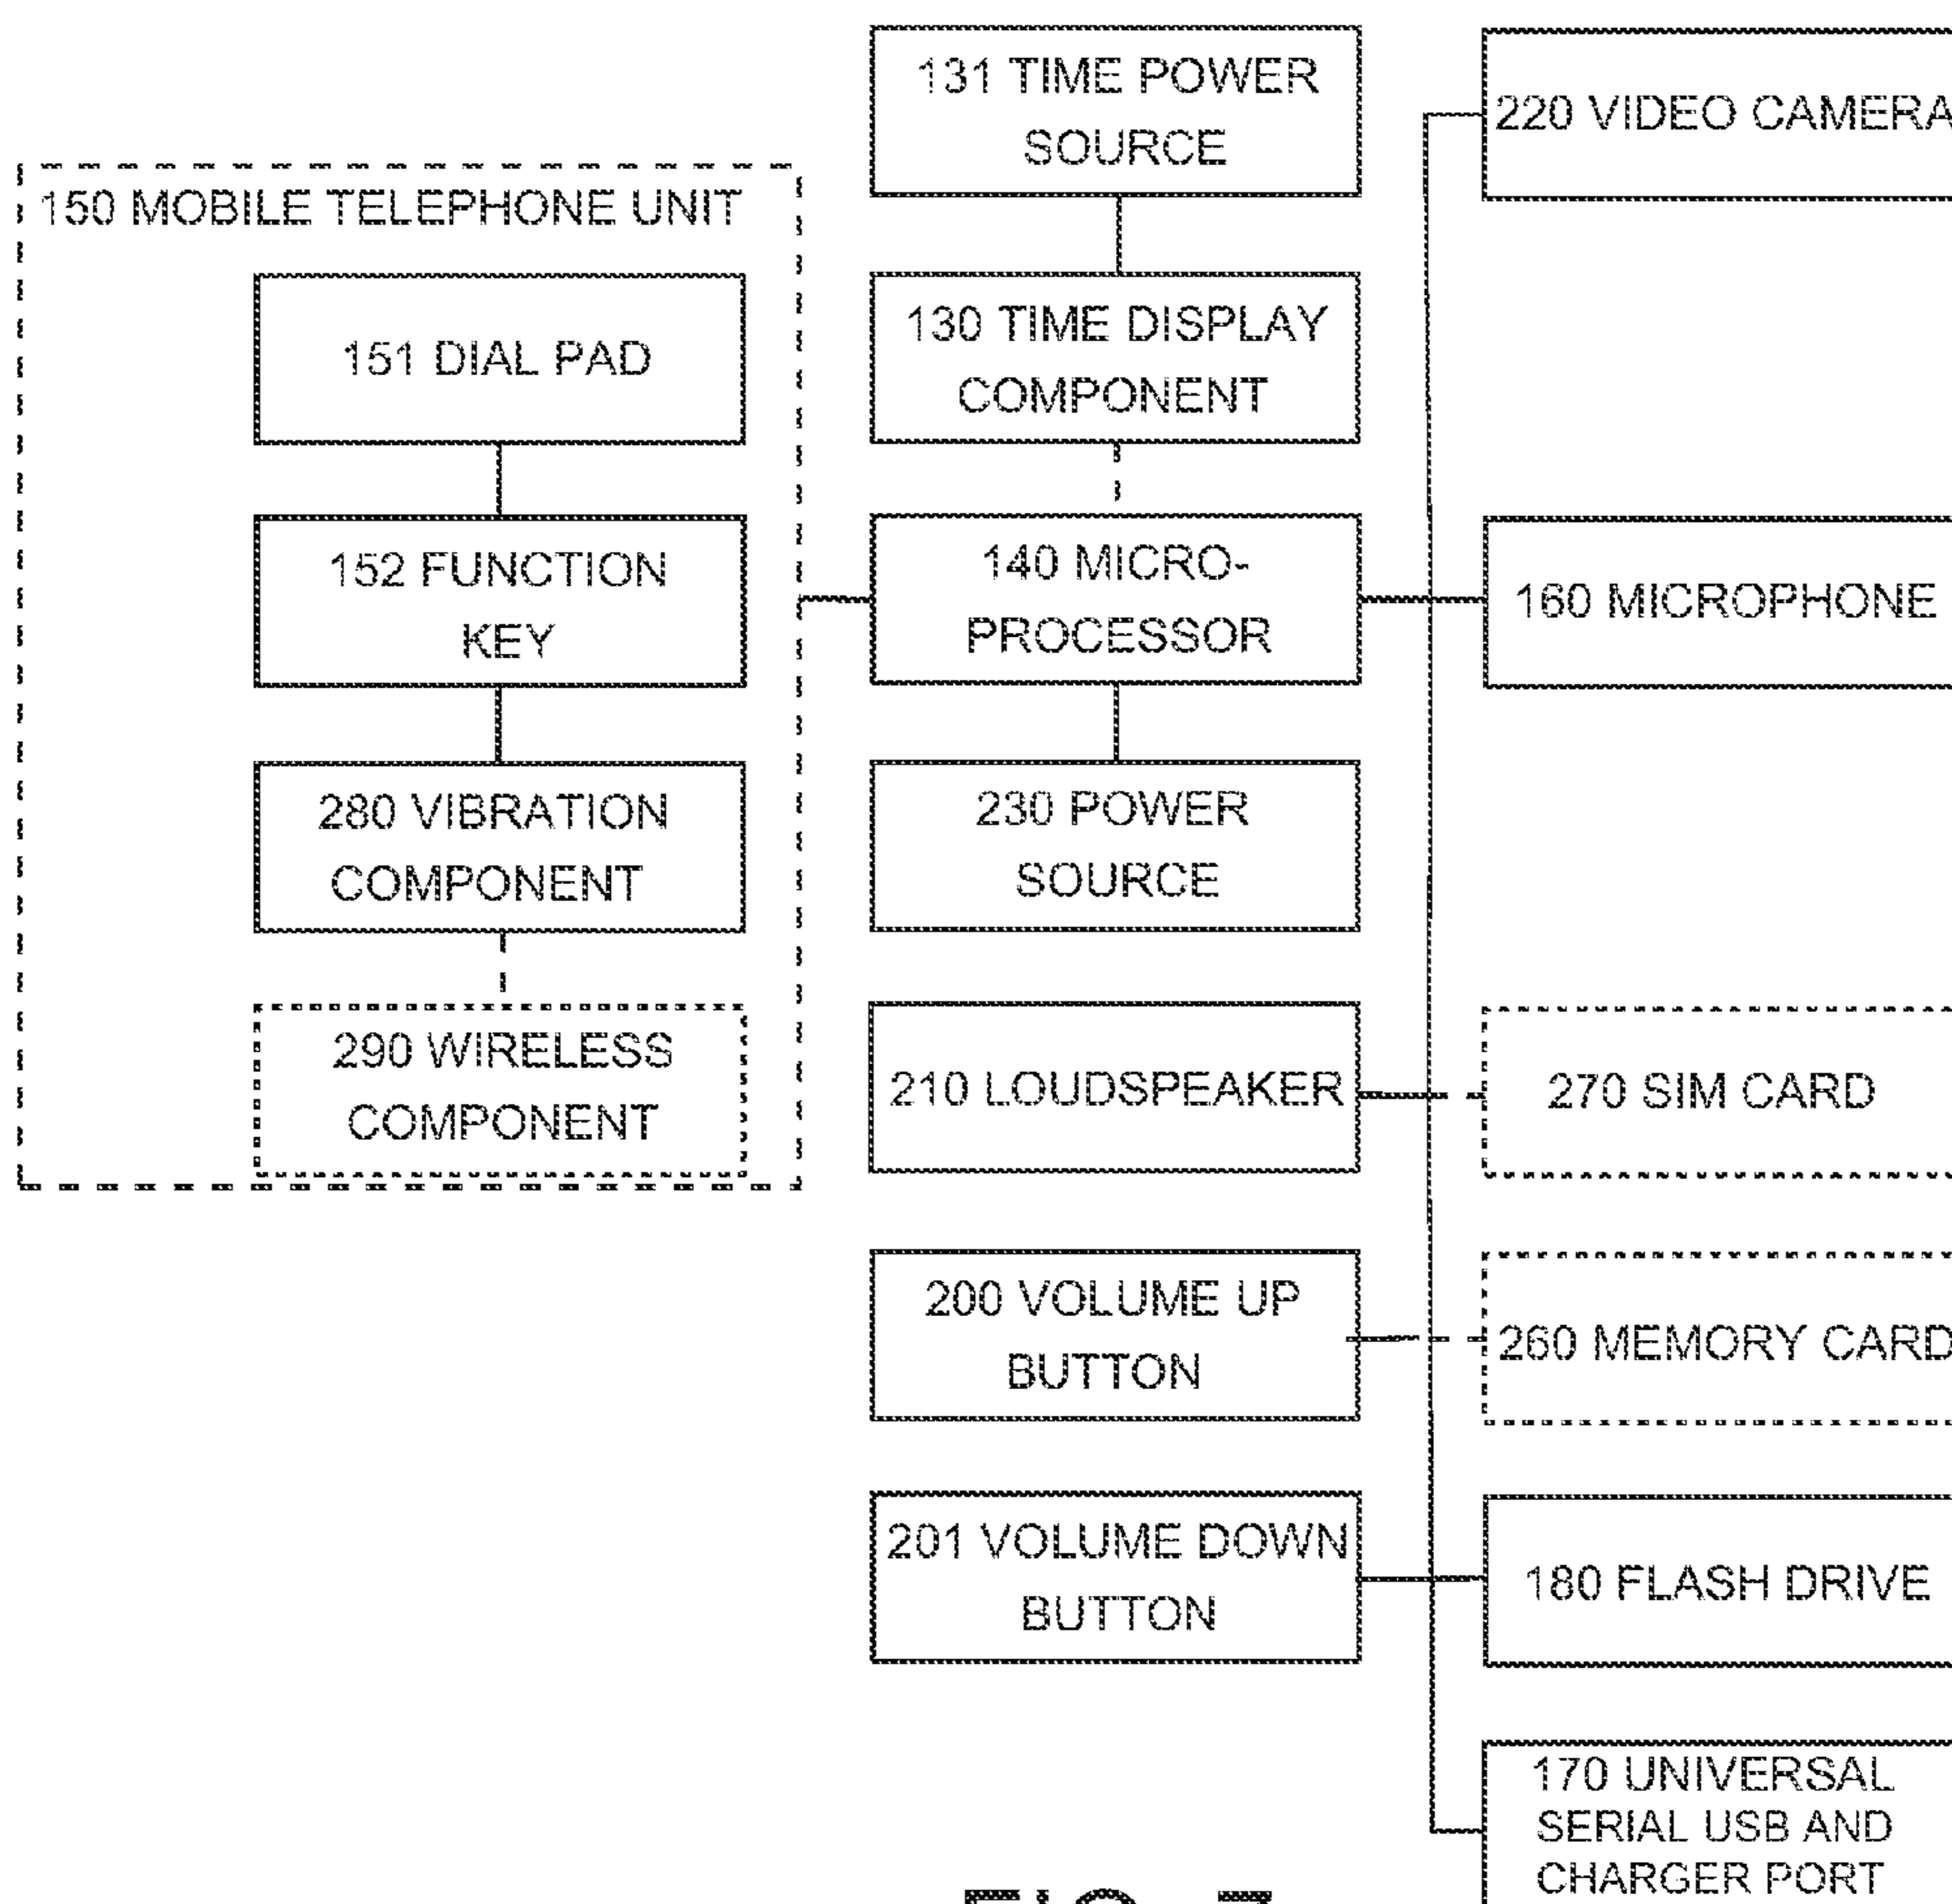 131 TIME POWER
SOURCE
220 VIDEO CAMERA
150 MOBILE TELEPHONE UNIT
151 DIAL PAD
130 TIME DISPLAY
COMPONENT
152 FUNCTION
KEY
140 MICRO-
PROCESSOR
160 MICROPHONE
280 VIBRATION
COMPONENT
230 POWER
SOURCE
290 WIRELESS
COMPONENT
210 LOUDSPEAKER
270 SIM CARD
200 VOLUME UP
BUTTON
260 MEMORY CARD
201 VOLUME DOWN
BUTTON
180 FLASH DRIVE
170 UNIVERSAL
SERIAL USB AND
CHARGER PORT